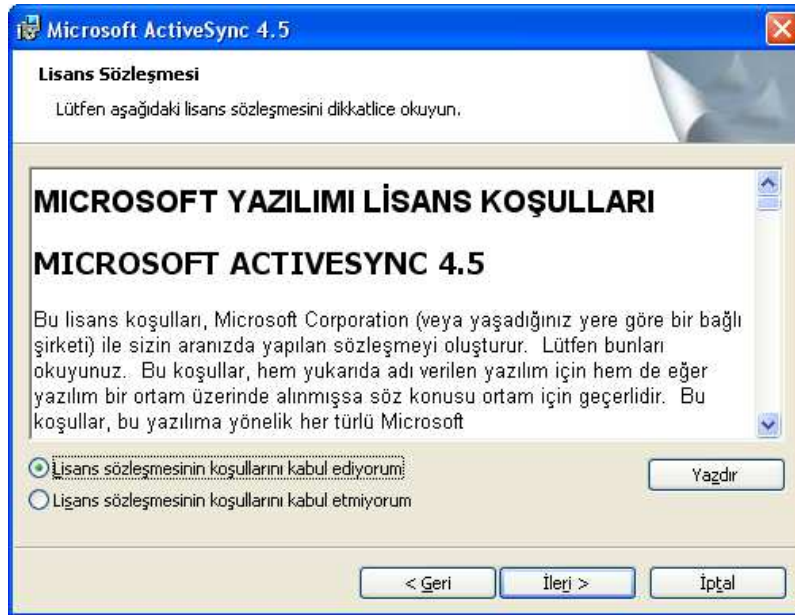 Microsoft ActiveSync 4.5
Lisans Sözleşmesi
Lütfen aşağıdaki lisans sözleşmesini dikkatlice okuyun.
MICROSOFT YAZILIMI LİSANS KOŞULLARI
MICROSOFT ACTIVESYNC 4.5
Bu lisans koşulları, Microsoft Corporation (veya yaşadığınız yere göre bir bağlı
şirketi) ile sizin aranızda yapılan sözleşmeyi oluşturur.  Lütfen bunları
okuyunuz.  Bu koşullar, hem yukarıda adı verilen yazılım için hem de eğer
yazılım bir ortam üzerinde alınmışsa söz konusu ortam için geçerlidir.  Bu
koşullar, bu yazılıma yönelik her türlü Microsoft
Lisans sözleşmesinin koşullarını kabul ediyorum
Lisans sözleşmesinin koşullarını kabul etmiyorum
Yazdır
< Geri
İleri >
İptal